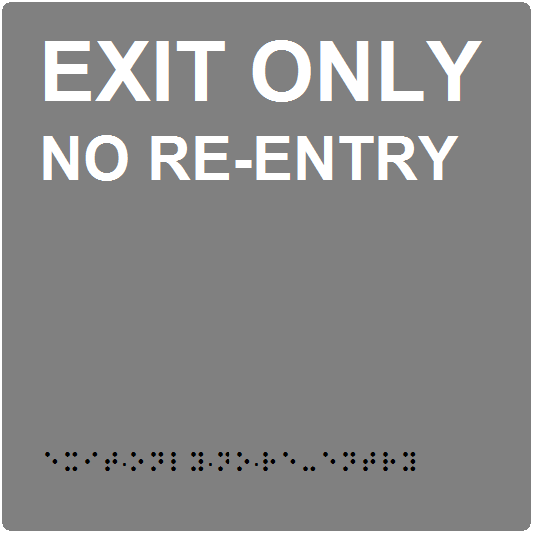 EXIT ONLY
NO RE-ENTRY
⠑⠭⠊⠞ ⠕⠝⠇⠽ ⠝⠕ ⠗⠑⠤⠑⠝⠞⠗⠽